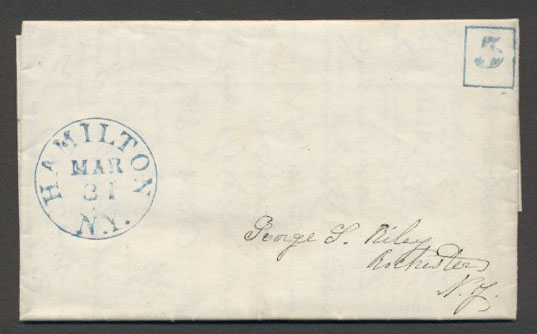 5
HAMILTON
MAR
31
N.Y.
George S. Riley
Rochester
N.Y.